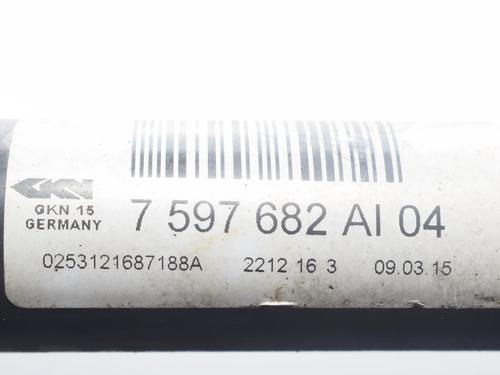 GKN
GKN 15
GERMANY
7 597 682 AI 04
0253121687188A 2212 16 3 09.03.15